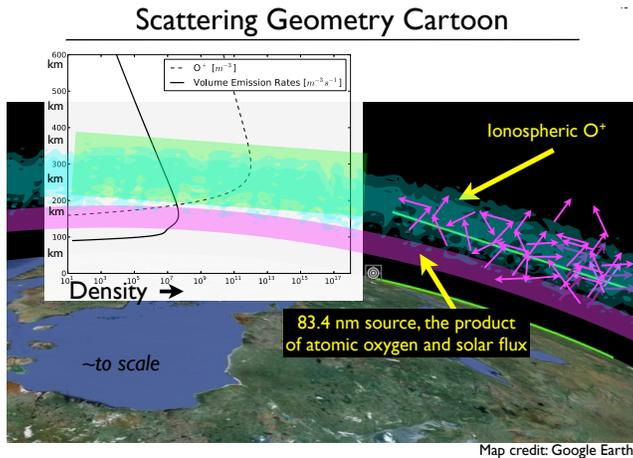 Scattering Geometry Cartoon
600
km
500
km
400
km
300
km
200
km
100
km
0
O⁺ [m⁻³]
Volume Emission Rates [m⁻³s⁻¹]
10¹ 10³ 10⁵ 10⁷ 10⁹ 10¹¹ 10¹³ 10¹⁵ 10¹⁷
Density
Ionospheric O⁺
83.4 nm source, the product
of atomic oxygen and solar flux
~to scale
Map credit: Google Earth